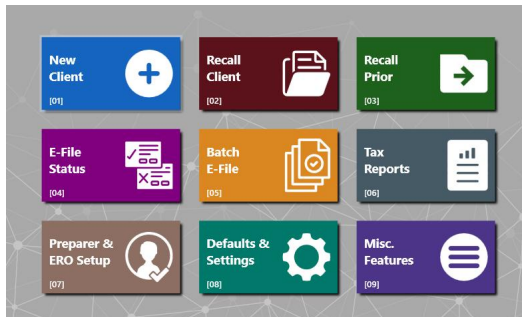 New
Client
[01]
Recall
Client
[02]
Recall
Prior
[03]
E-File
Status
[04]
Batch
E-File
[05]
Tax
Reports
[06]
Preparer &
ERO Setup
[07]
Defaults &
Settings
[08]
Misc.
Features
[09]